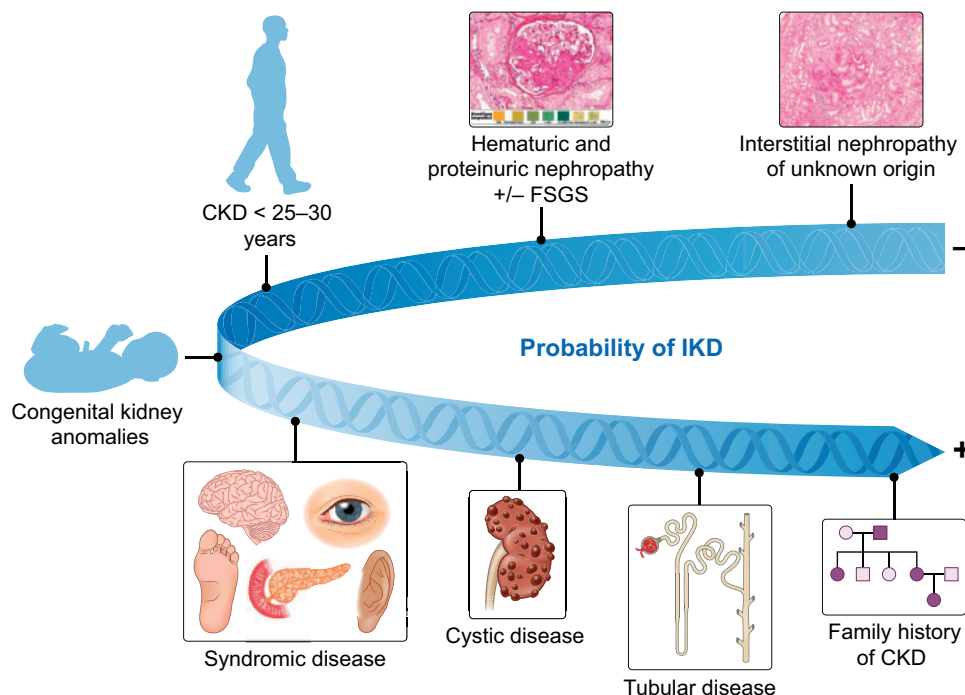 CKD < 25–30
years
Hematuric and
proteinuric nephropathy
+/– FSGS
Interstitial nephropathy
of unknown origin
–
Probability of IKD
Congenital kidney
anomalies
+
Syndromic disease
Cystic disease
Tubular disease
Family history
of CKD